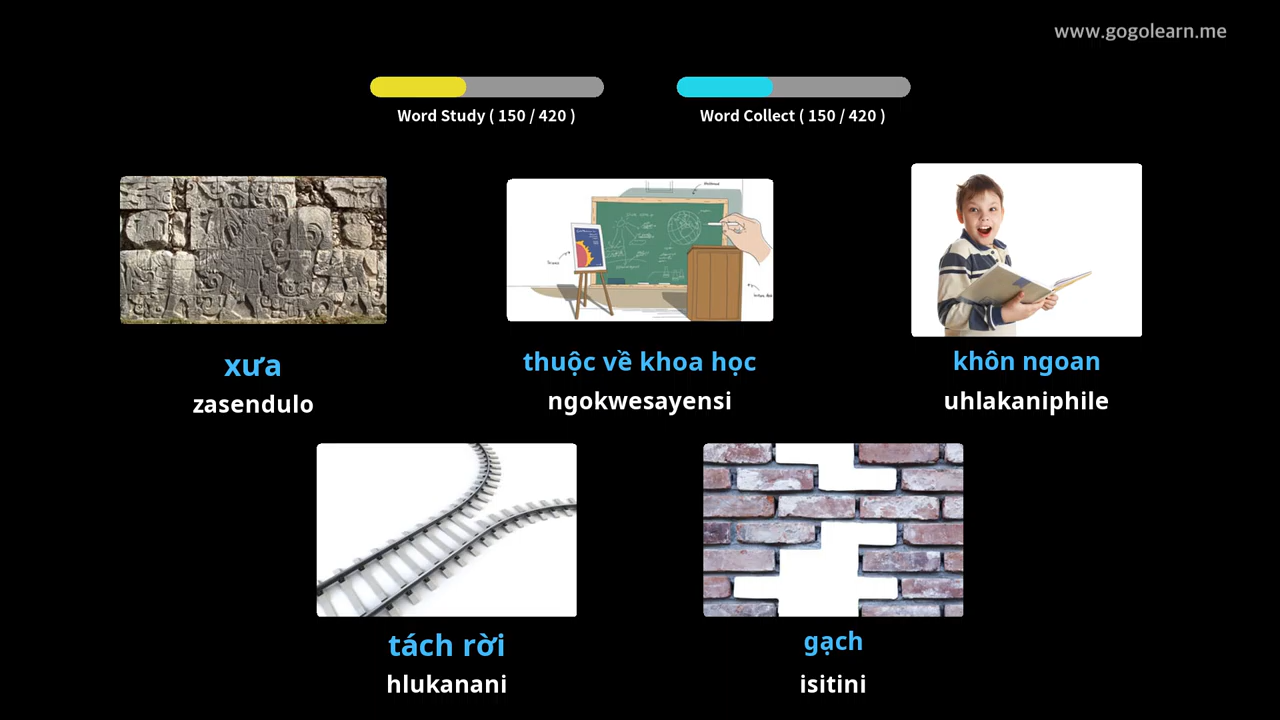 www.gogolearn.me
Word Study ( 150 / 420 )
Word Collect ( 150 / 420 )
xưa
zasendulo
thuộc về khoa học
ngokwesayensi
khôn ngoan
uhlakaniphile
tách rời
hlukanani
gạch
isitini